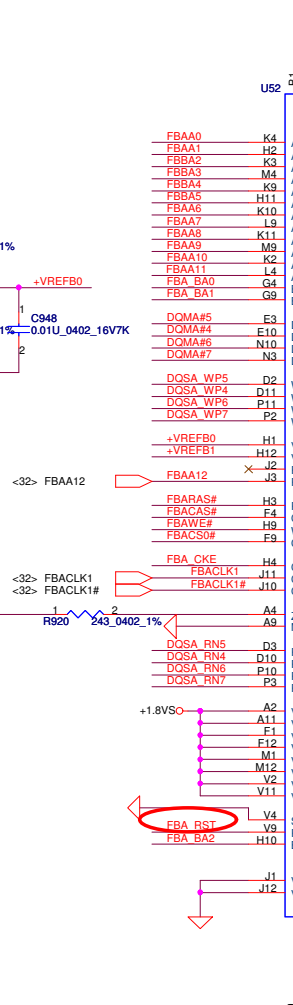 U52
FBAA0 K4
FBAA1 H2
FBBA2 K3
FBBA3 M4
FBBA4 K9
FBBA5 H11
FBAA6 K10
FBAA7 L9
FBAA8 K11
FBAA9 M9
FBAA10 K2
FBAA11 L4
FBA_BA0 G4
FBA_BA1 G9
1%
+VREFB0
1
C948
1% 0.01U_0402_16V7K
2
DQMA#5 E3
DQMA#4 E10
DQMA#6 N10
DQMA#7 N3
DQSA_WP5 D2
DQSA_WP4 D11
DQSA_WP6 P11
DQSA_WP7 P2
+VREFB0 H1
+VREFB1 H12
J2
<32> FBAA12 FBAA12 J3
FBARAS# H3
FBACAS# F4
FBAWE# H9
FBACS0# F9
FBA_CKE H4
<32> FBACLK1 FBACLK1 J11
<32> FBACLK1# FBACLK1# J10
1 2 A4
R920 243_0402_1% A9
DQSA_RN5 D3
DQSA_RN4 D10
DQSA_RN6 P10
DQSA_RN7 P3
+1.8VS A2
A11
F1
F12
M1
M12
V2
V11
V4
FBA_RST V9
FBA_BA2 H10
J1
J12